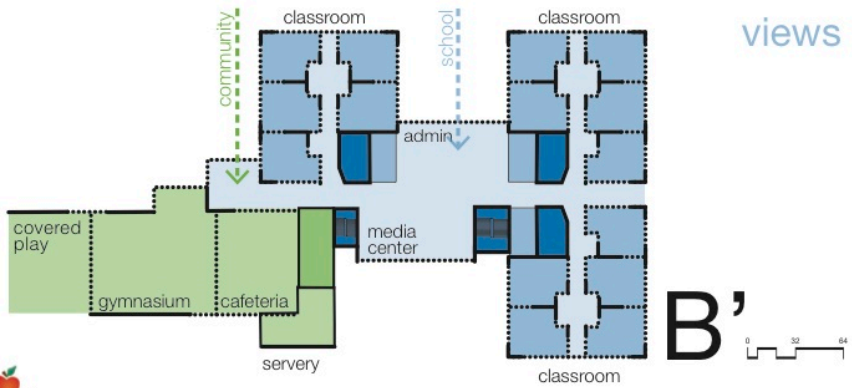 classroom
classroom
views
community
school
admin
covered
play
media
center
gymnasium
cafeteria
servery
B’
0 32 64
classroom